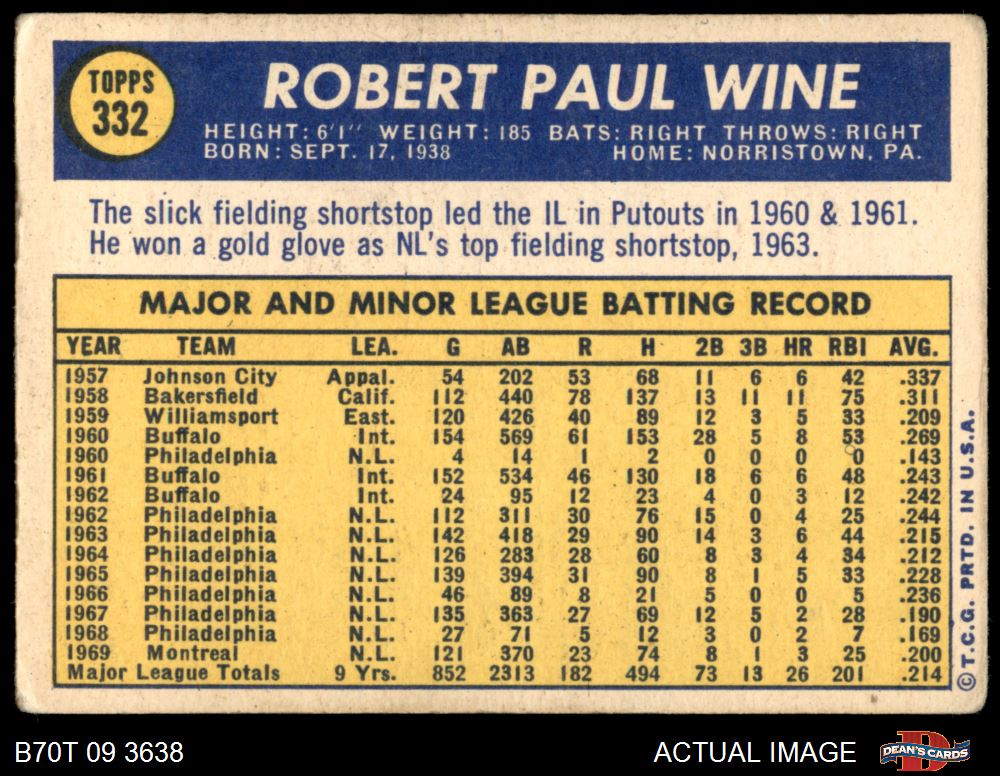 TOPPS
332
ROBERT PAUL WINE
HEIGHT: 6'1" WEIGHT: 185 BATS: RIGHT THROWS: RIGHT
BORN: SEPT. 17, 1938 HOME: NORRISTOWN, PA.
The slick fielding shortstop led the IL in Putouts in 1960 & 1961.
He won a gold glove as NL's top fielding shortstop, 1963.
MAJOR AND MINOR LEAGUE BATTING RECORD
YEAR TEAM LEA. G AB R H 2B 3B HR RBI AVG.
1957 Johnson City Appal. 54 202 53 68 11 6 6 42 .337
1958 Bakersfield Calif. 112 440 78 137 13 11 11 75 .311
1959 Williamsport East. 120 426 40 89 12 3 5 33 .209
1960 Buffalo Int. 154 569 61 153 28 5 8 53 .269
1960 Philadelphia N.L. 4 14 1 2 0 0 0 0 .143
1961 Buffalo Int. 152 534 46 130 18 6 6 48 .243
1962 Buffalo Int. 24 95 12 23 4 0 3 12 .242
1962 Philadelphia N.L. 112 311 30 76 15 0 4 25 .244
1963 Philadelphia N.L. 142 418 29 90 14 3 6 44 .215
1964 Philadelphia N.L. 126 283 28 60 8 3 4 34 .212
1965 Philadelphia N.L. 139 394 31 90 8 1 5 33 .228
1966 Philadelphia N.L. 46 89 8 21 5 0 0 5 .236
1967 Philadelphia N.L. 135 363 27 69 12 5 2 28 .190
1968 Philadelphia N.L. 27 71 5 12 3 0 2 7 .169
1969 Montreal N.L. 121 370 23 74 8 1 3 25 .200
Major League Totals 9 Yrs. 852 2313 182 494 73 13 26 201 .214
© T.C.G. PRTD. IN U.S.A.
B70T 09 3638
ACTUAL IMAGE
DEAN'S CARDS